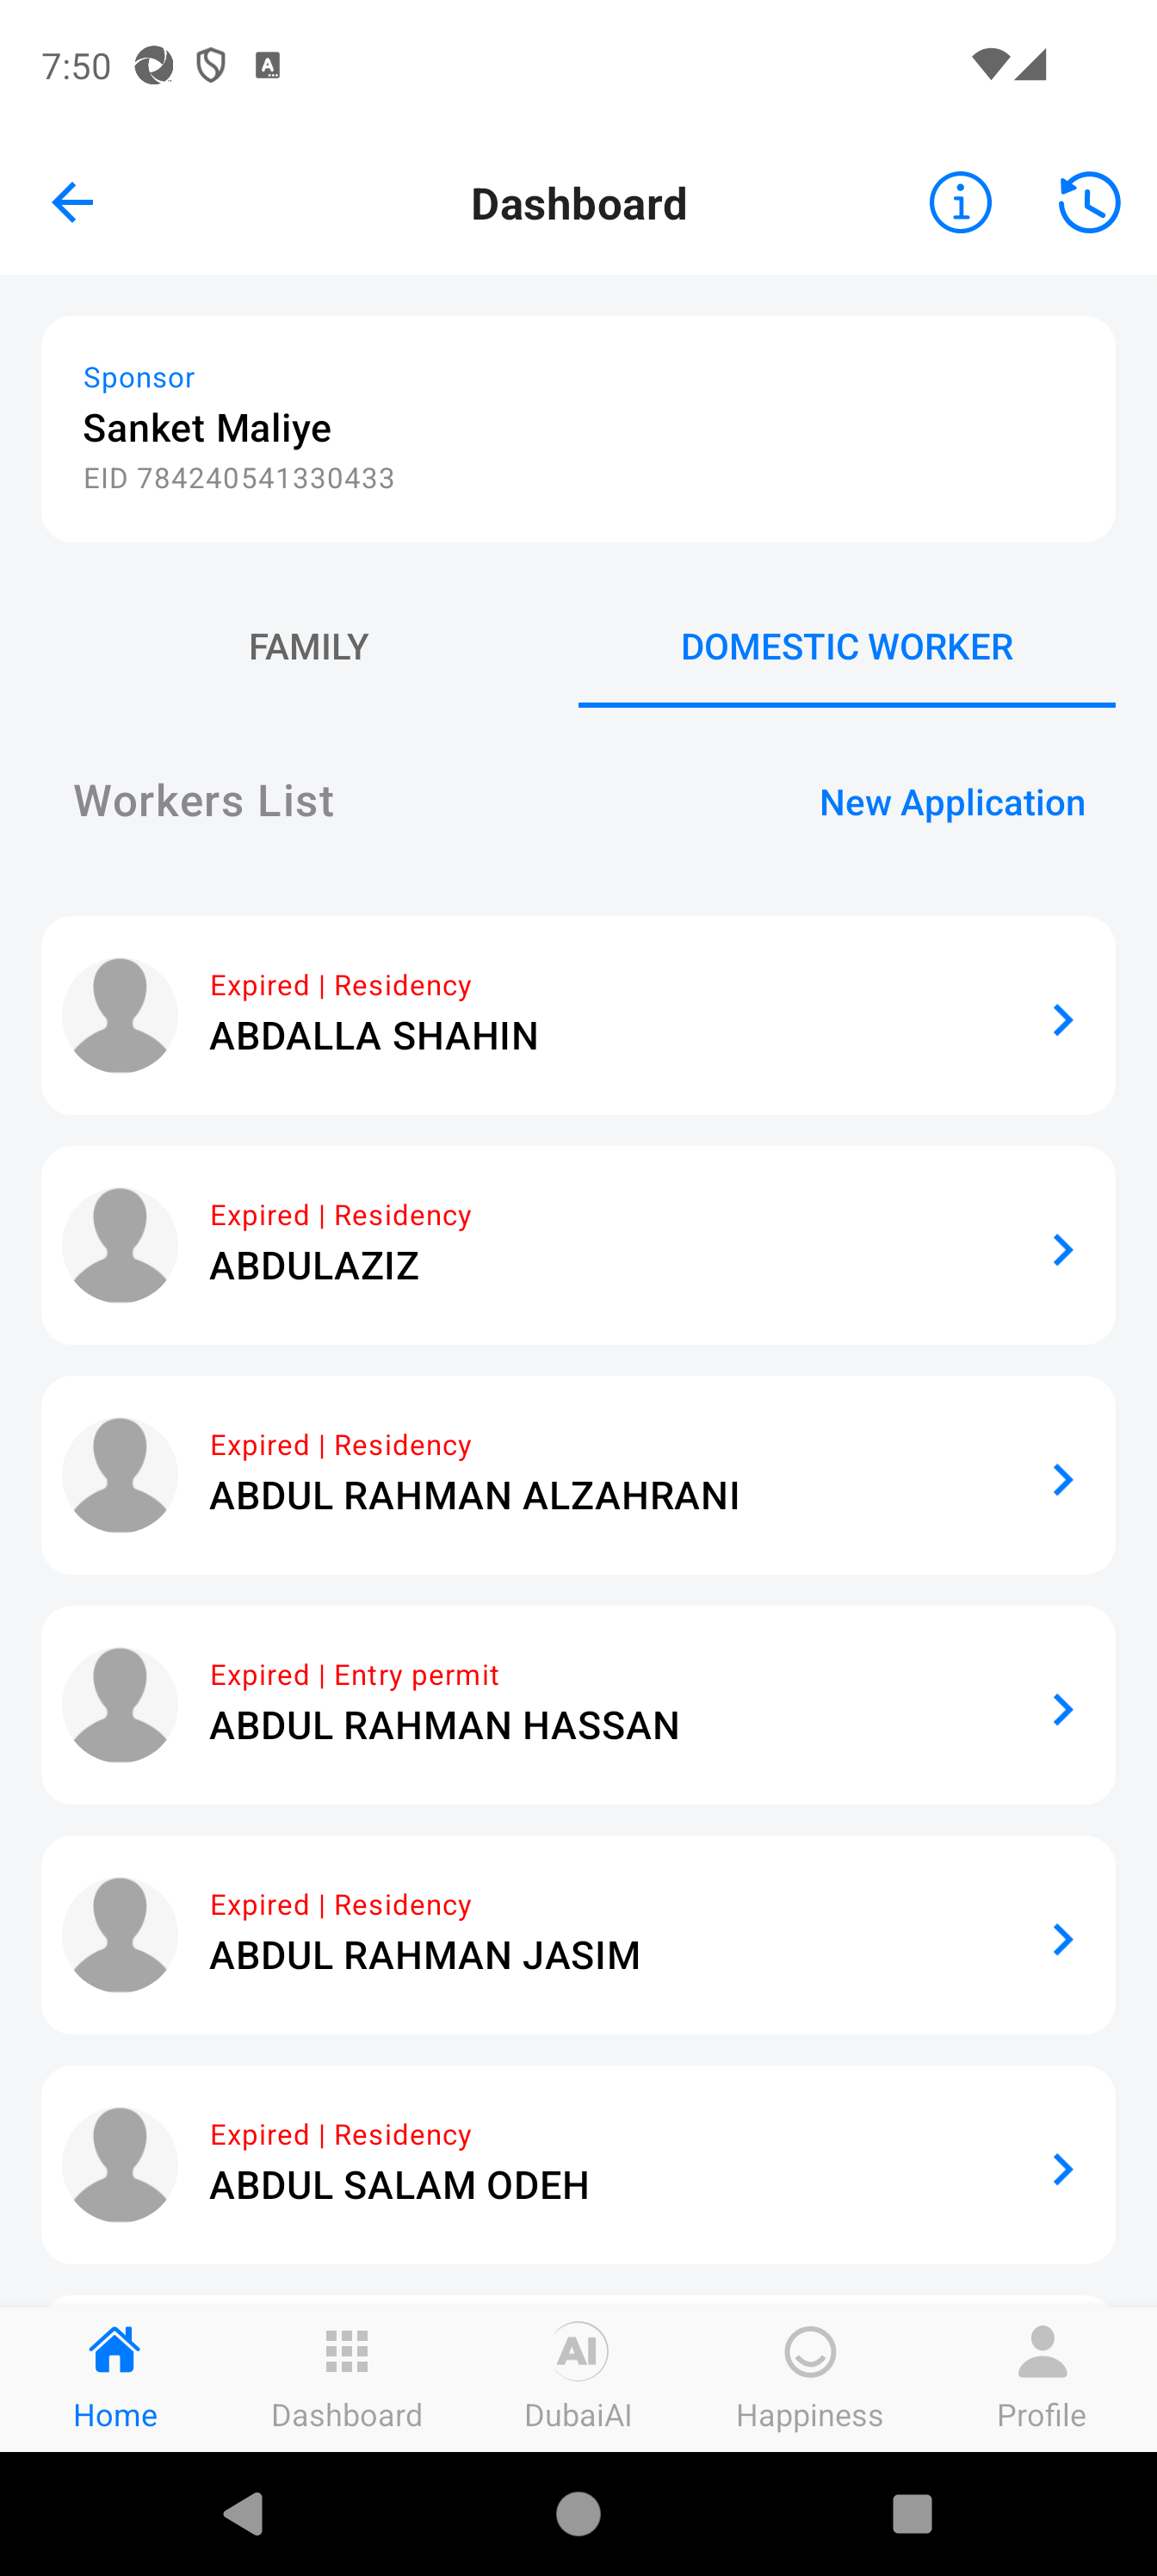 7:50
Dashboard
Sponsor
Sanket Maliye
EID 784240541330433
FAMILY
DOMESTIC WORKER
Workers List
New Application
Expired | Residency
ABDALLA SHAHIN
Expired | Residency
ABDULAZIZ
Expired | Residency
ABDUL RAHMAN ALZAHRANI
Expired | Entry permit
ABDUL RAHMAN HASSAN
Expired | Residency
ABDUL RAHMAN JASIM
Expired | Residency
ABDUL SALAM ODEH
AI
Home
Dashboard
DubaiAI
Happiness
Profile